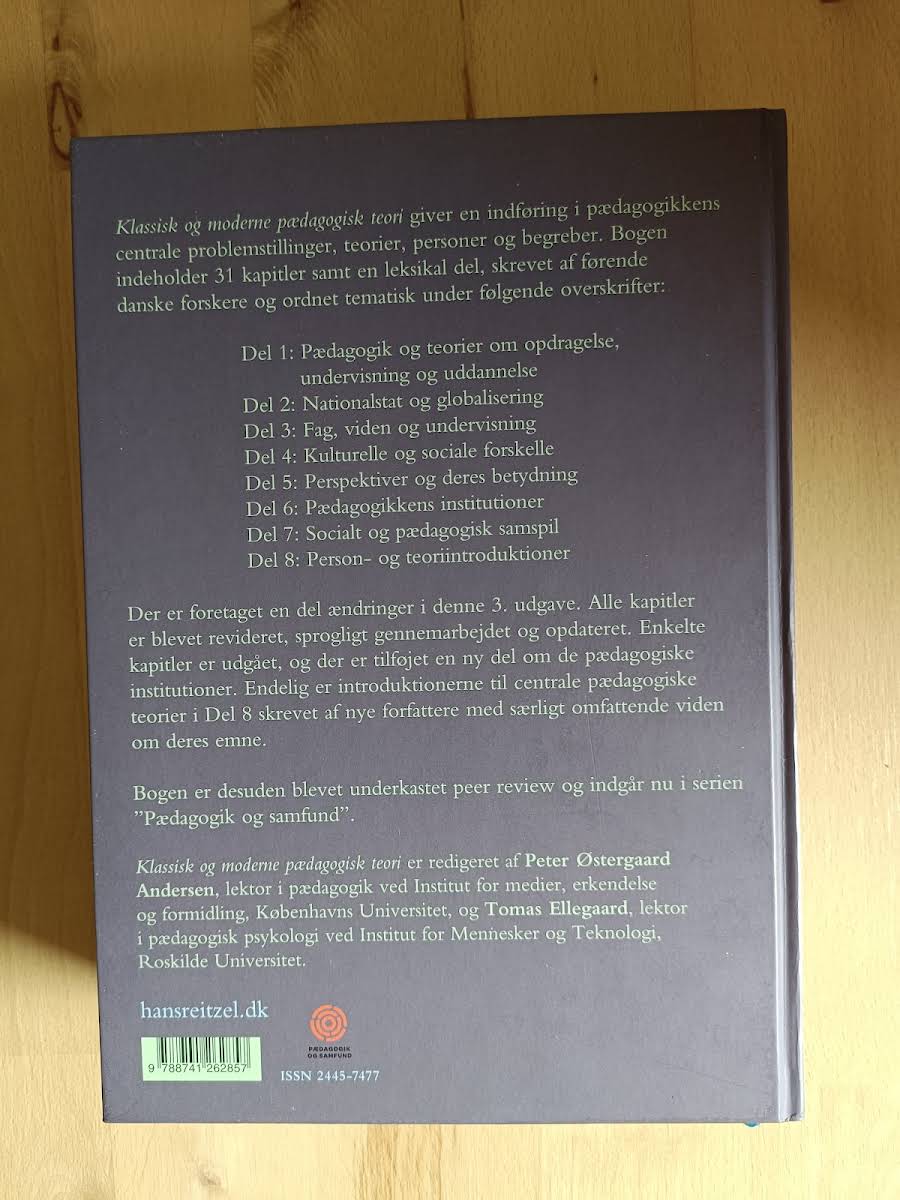 Klassisk og moderne pædagogisk teori giver en indføring i pædagogikkens
centrale problemstillinger, teorier, personer og begreber. Bogen
indeholder 31 kapitler samt en leksikal del, skrevet af førende
danske forskere og ordnet tematisk under følgende overskrifter:
Del 1: Pædagogik og teorier om opdragelse,
undervisning og uddannelse
Del 2: Nationalstat og globalisering
Del 3: Fag, viden og undervisning
Del 4: Kulturelle og sociale forskelle
Del 5: Perspektiver og deres betydning
Del 6: Pædagogikkens institutioner
Del 7: Socialt og pædagogisk samspil
Del 8: Person- og teoriintroduktioner
Der er foretaget en del ændringer i denne 3. udgave. Alle kapitler
er blevet revideret, sprogligt gennemarbejdet og opdateret. Enkelte
kapitler er udgået, og der er tilføjet en ny del om de pædagogiske
institutioner. Endelig er introduktionerne til centrale pædagogiske
teorier i Del 8 skrevet af nye forfattere med særligt omfattende viden
om deres emne.
Bogen er desuden blevet underkastet peer review og indgår nu i serien
”Pædagogik og samfund”.
Klassisk og moderne pædagogisk teori er redigeret af Peter Østergaard
Andersen, lektor i pædagogik ved Institut for medier, erkendelse
og formidling, Københavns Universitet, og Tomas Ellegaard, lektor
i pædagogisk psykologi ved Institut for Mennesker og Teknologi,
Roskilde Universitet.
hansreitzel.dk
PÆDAGOGIK
OG SAMFUND
9 788741 262857
ISSN 2445-7477